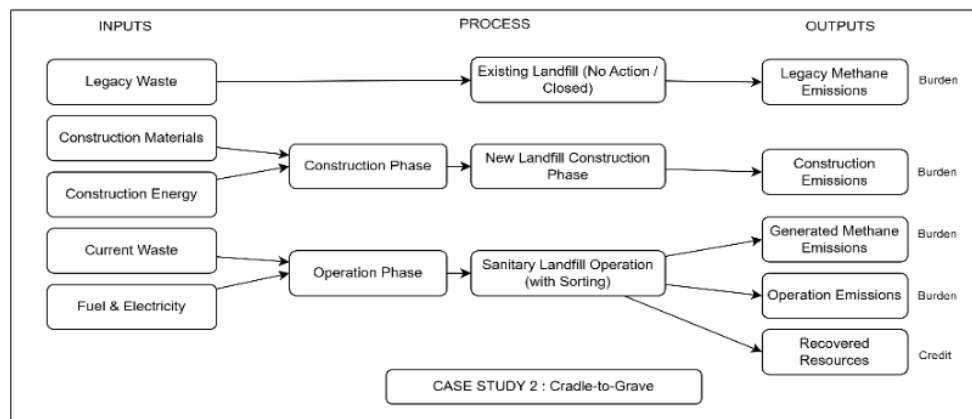 INPUTS
PROCESS
OUTPUTS
Legacy Waste
Existing Landfill (No Action /
Closed)
Legacy Methane
Emissions
Burden
Construction Materials
Construction Energy
Construction Phase
New Landfill Construction
Phase
Construction
Emissions
Burden
Current Waste
Fuel & Electricity
Operation Phase
Sanitary Landfill Operation
(with Sorting)
Generated Methane
Emissions
Burden
Operation Emissions
Burden
Recovered
Resources
Credit
CASE STUDY 2 : Cradle-to-Grave